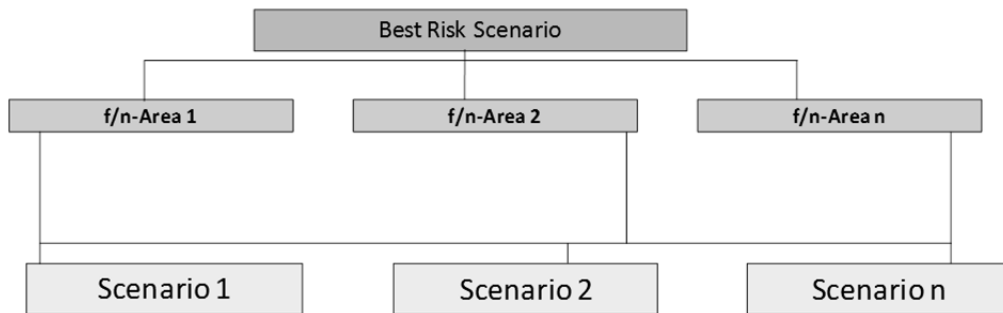 Best Risk Scenario
f/n-Area 1
f/n-Area 2
f/n-Area n
Scenario 1
Scenario 2
Scenario n